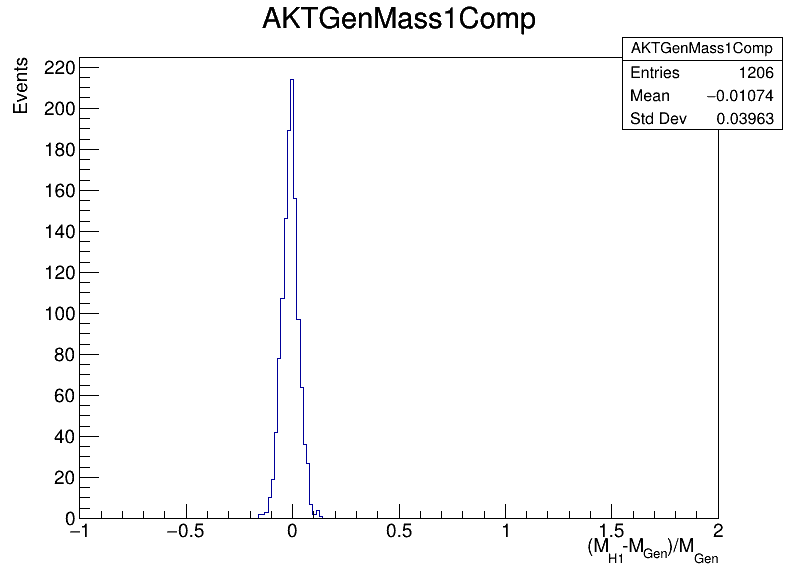 AKTGenMass1Comp
AKTGenMass1Comp
Entries 1206
Mean −0.01074
Std Dev 0.03963
Events
220
200
180
160
140
120
100
80
60
40
20
0
−1 −0.5 0 0.5 1 1.5 2
(M_H1-M_Gen)/M_Gen